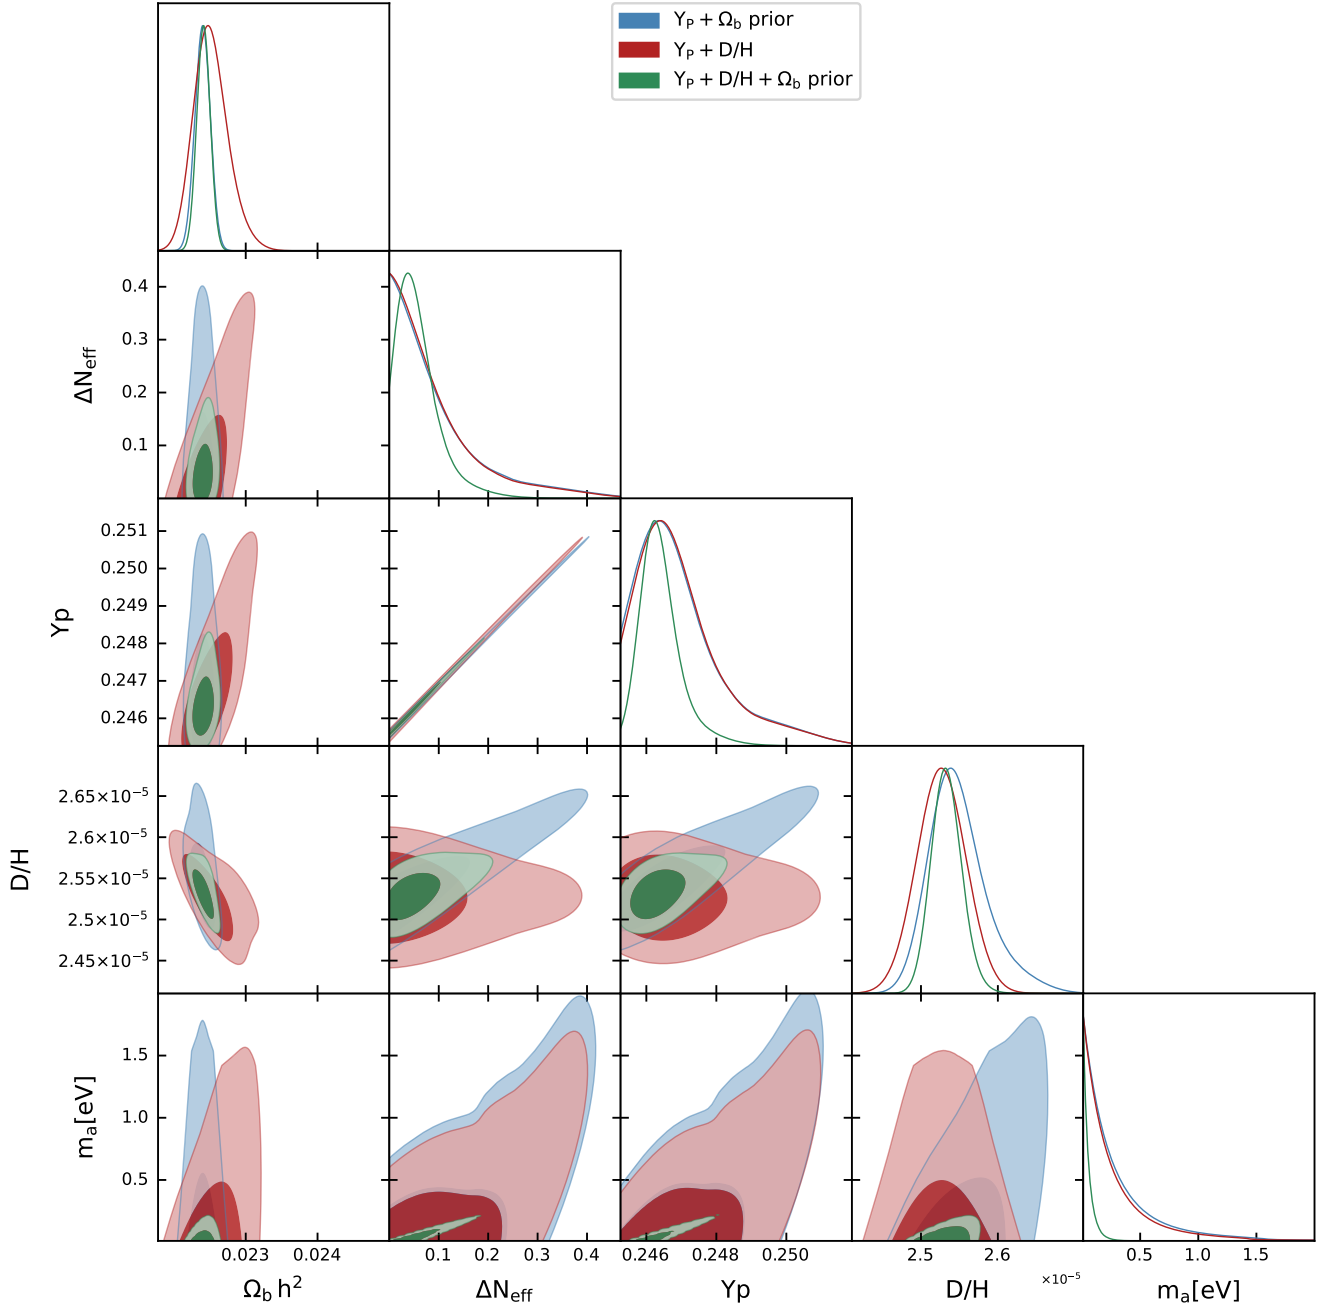 Y_P + Ω_b prior
Y_P + D/H
Y_P + D/H + Ω_b prior
0.4
0.3
0.2
0.1
ΔN_eff
0.251
0.250
0.249
0.248
0.247
0.246
Yp
2.65×10⁻⁵
2.6×10⁻⁵
2.55×10⁻⁵
2.5×10⁻⁵
2.45×10⁻⁵
D/H
1.5
1.0
0.5
m_a[eV]
0.023 0.024
0.1 0.2 0.3 0.4
0.246 0.248 0.250
2.5 2.6
0.5 1.0 1.5
×10⁻⁵
Ω_b h² ΔN_eff Yp D/H m_a[eV]